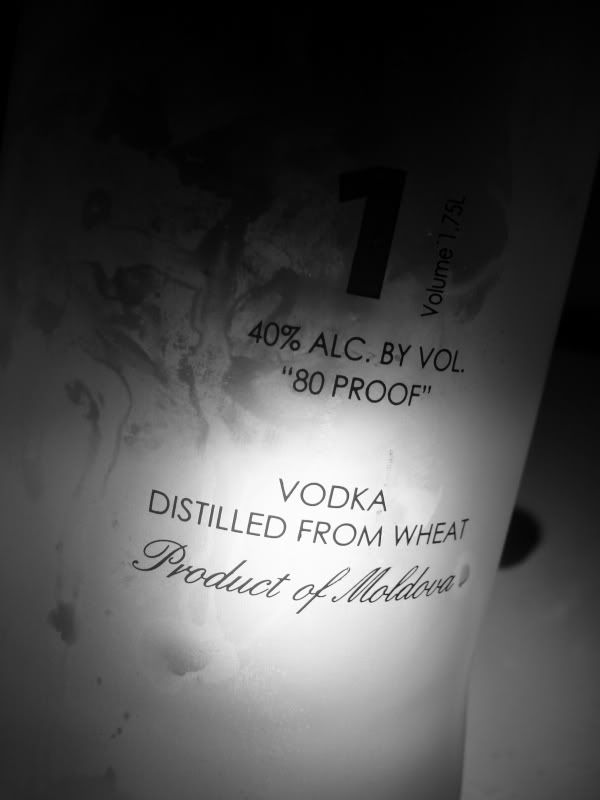 1
Volume 1.75L
40% ALC. BY VOL.
"80 PROOF"
VODKA
DISTILLED FROM WHEAT
Product of Moldova